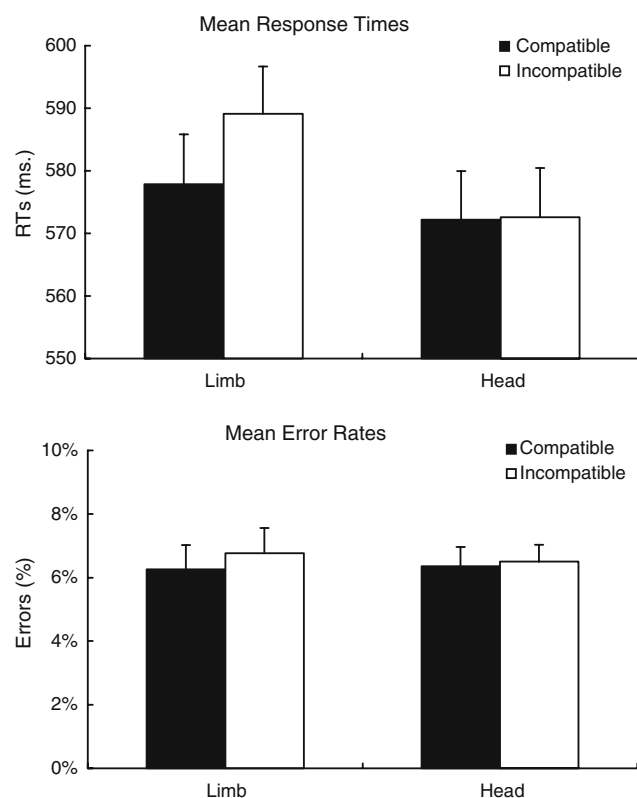 Mean Response Times
600
590
580
570
560
550
RTs (ms.)
Compatible
Incompatible
Limb
Head
Mean Error Rates
10%
8%
6%
4%
2%
0%
Errors (%)
Compatible
Incompatible
Limb
Head